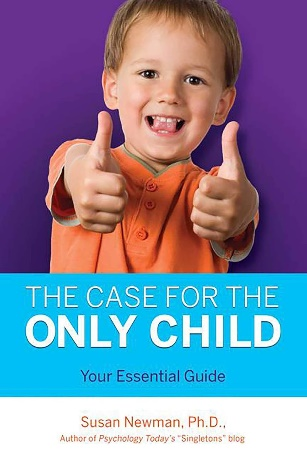 THE CASE FOR THE
ONLY CHILD
Your Essential Guide
Susan Newman, Ph.D.,
Author of Psychology Today's "Singletons" blog